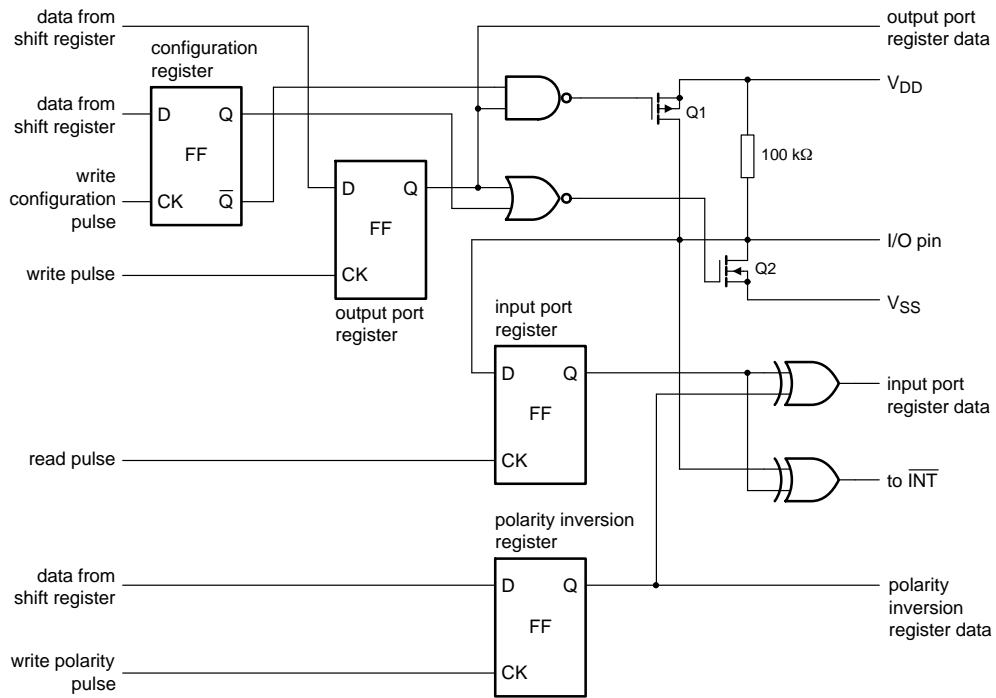 data from
shift register
output port
register data
configuration
register
data from
shift register
D
Q
FF
write
configuration
pulse
CK
Q
D
Q
FF
write pulse
CK
output port
register
VDD
Q1
100 kΩ
I/O pin
Q2
VSS
input port
register
D
Q
FF
read pulse
CK
input port
register data
to INT
polarity inversion
register
data from
shift register
D
Q
FF
polarity
inversion
register data
write polarity
pulse
CK